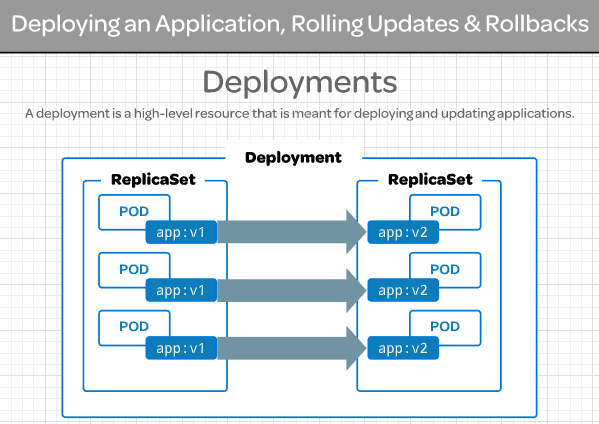 Deploying an Application, Rolling Updates & Rollbacks
Deployments
A deployment is a high-level resource that is meant for deploying and updating applications.
Deployment
ReplicaSet
POD
app:v1
POD
app:v1
POD
app:v1
ReplicaSet
POD
app:v2
POD
app:v2
POD
app:v2